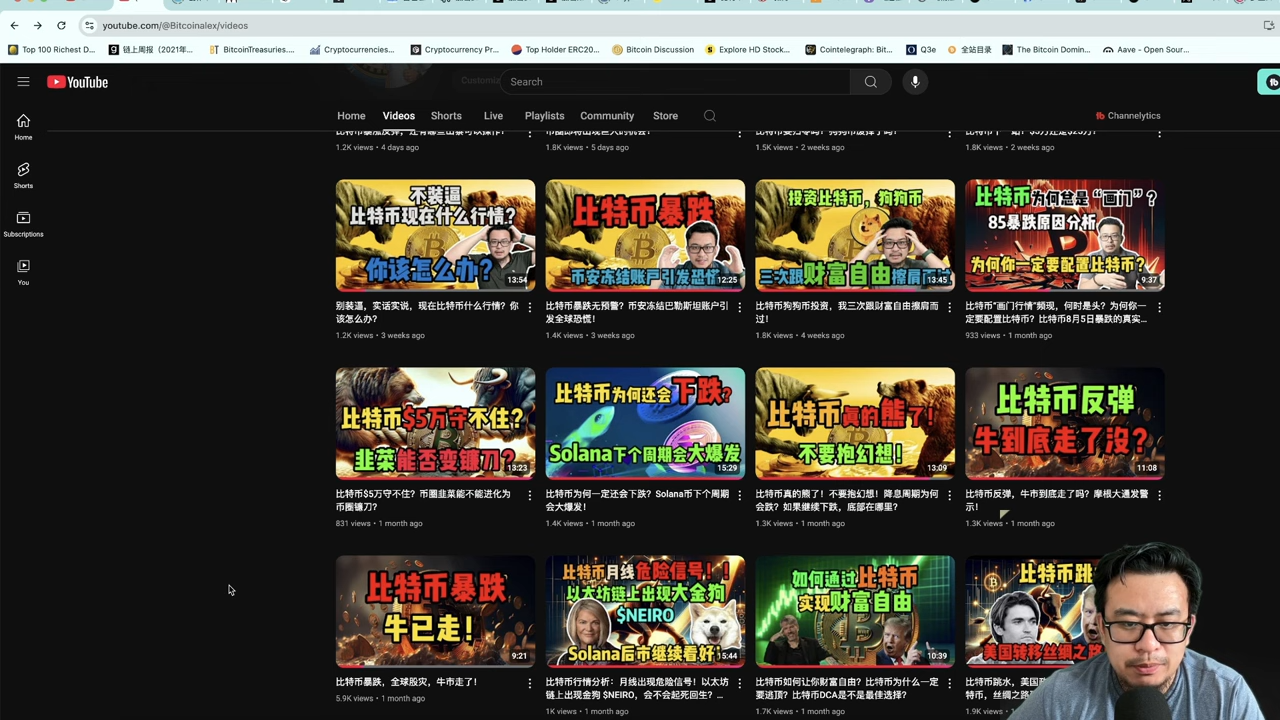 youtube.com/@Bitcoinalex/videos
Top 100 Richest D...
链上周报（2021年...
BitcoinTreasuries....
Cryptocurrencies...
Cryptocurrency Pr...
Top Holder ERC20...
Bitcoin Discussion
Explore HD Stock...
Cointelegraph: Bit...
Q3e
全站目录
The Bitcoin Domin...
Aave - Open Sour...
YouTube
Customiz
Search
Home
Videos
Shorts
Live
Playlists
Community
Store
Channelytics
Home
Shorts
Subscriptions
You
1.2K views • 4 days ago
1.8K views • 5 days ago
1.5K views • 2 weeks ago
1.8K views • 2 weeks ago
不装逼
比特币现在什么行情?
你该怎么办?
13:54
比特币暴跌
币安冻结账户引发恐慌
12:25
投资比特币，狗狗币
三次跟财富自由擦肩而过
13:45
比特币为何总是“画门”?
85暴跌原因分析
为何你一定要配置比特币?
9:37
别装逼，实话实说，现在比特币什么行情？你
该怎么办？
1.2K views • 3 weeks ago
比特币暴跌无预警？币安冻结巴勒斯坦账户引
发全球恐慌！
1.4K views • 3 weeks ago
比特币狗狗币投资，我三次跟财富自由擦肩而
过！
1.8K views • 4 weeks ago
比特币“画门行情”频现，何时是头？为何你一
定要配置比特币？比特币8月5日暴跌的真实...
933 views • 1 month ago
比特币$5万守不住?
韭菜能否变镰刀?
13:23
比特币为何还会下跌?
Solana下个周期会大爆发
15:29
比特币真的熊了!
不要抱幻想!
13:09
比特币反弹
牛到底走了没?
11:08
比特币$5万守不住？币圈韭菜能不能进化为
币圈镰刀？
831 views • 1 month ago
比特币为何一定还会下跌？Solana币下个周期
会大爆发！
1.4K views • 1 month ago
比特币真的熊了！不要抱幻想！降息周期为何
会跌？如果继续下跌，底部在哪里？
1.3K views • 1 month ago
比特币反弹，牛市到底走了吗？摩根大通发警
示！
1.3K views • 1 month ago
比特币暴跌
牛已走!
9:21
比特币月线危险信号!!
以太坊链上出现大金狗
$NEIRO
Solana后市继续看好
15:44
如何通过比特币
实现财富自由
10:39
比特币跳
美国转移丝绸之路
比特币暴跌，全球股灾，牛市走了！
5.9K views • 1 month ago
比特币行情分析：月线出现危险信号！以太坊
链上出现金狗 $NEIRO，会不会起死回生？...
1K views • 1 month ago
比特币如何让你财富自由？比特币为什么一定
要逃顶？比特币DCA是不是最佳选择？
1.7K views • 1 month ago
比特币跳水，美国
特币，丝绸之路
1.9K views